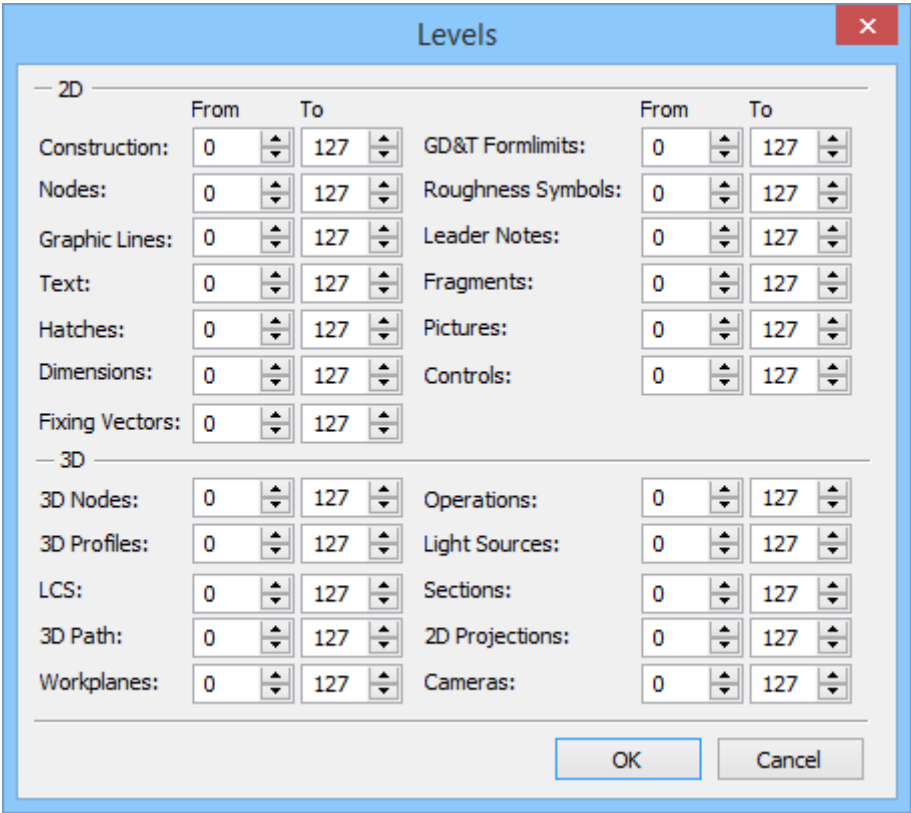 Levels
2D
From To From To
Construction: 0 127 GD&T Formlimits: 0 127
Nodes: 0 127 Roughness Symbols: 0 127
Graphic Lines: 0 127 Leader Notes: 0 127
Text: 0 127 Fragments: 0 127
Hatches: 0 127 Pictures: 0 127
Dimensions: 0 127 Controls: 0 127
Fixing Vectors: 0 127
3D
3D Nodes: 0 127 Operations: 0 127
3D Profiles: 0 127 Light Sources: 0 127
LCS: 0 127 Sections: 0 127
3D Path: 0 127 2D Projections: 0 127
Workplanes: 0 127 Cameras: 0 127
OK Cancel